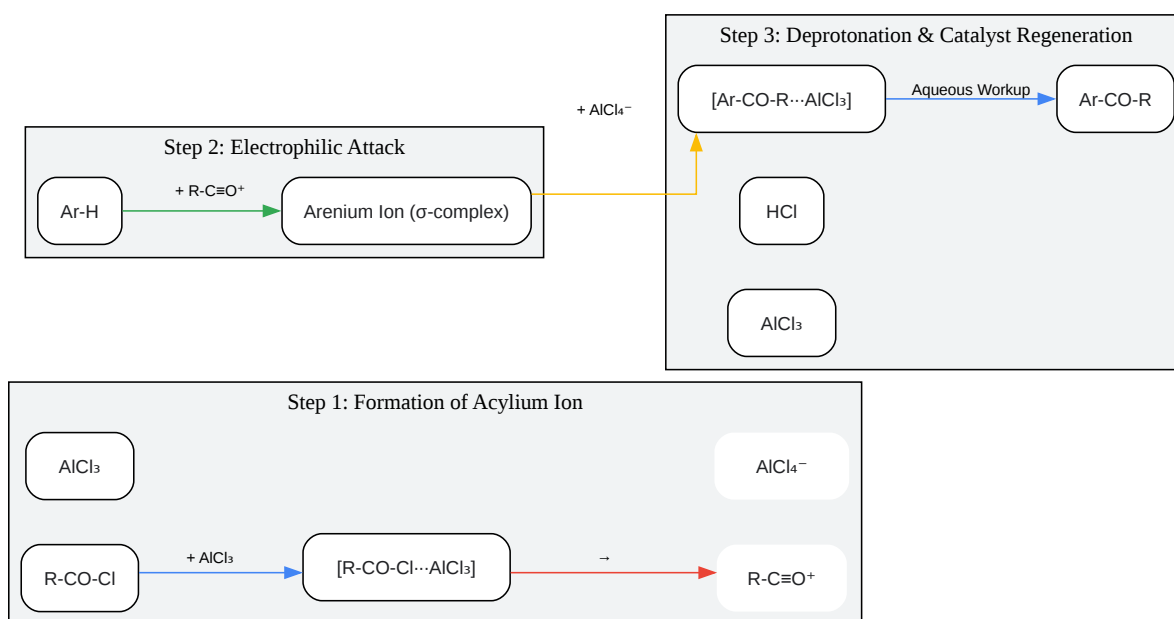 Step 3: Deprotonation & Catalyst Regeneration
[Ar-CO-R···AlCl₃]
Aqueous Workup
Ar-CO-R
+ AlCl₄⁻
HCl
AlCl₃
Step 2: Electrophilic Attack
Ar-H
+ R-C≡O⁺
Arenium Ion (σ-complex)
Step 1: Formation of Acylium Ion
AlCl₃
AlCl₄⁻
R-CO-Cl
+ AlCl₃
[R-CO-Cl···AlCl₃]
→
R-C≡O⁺